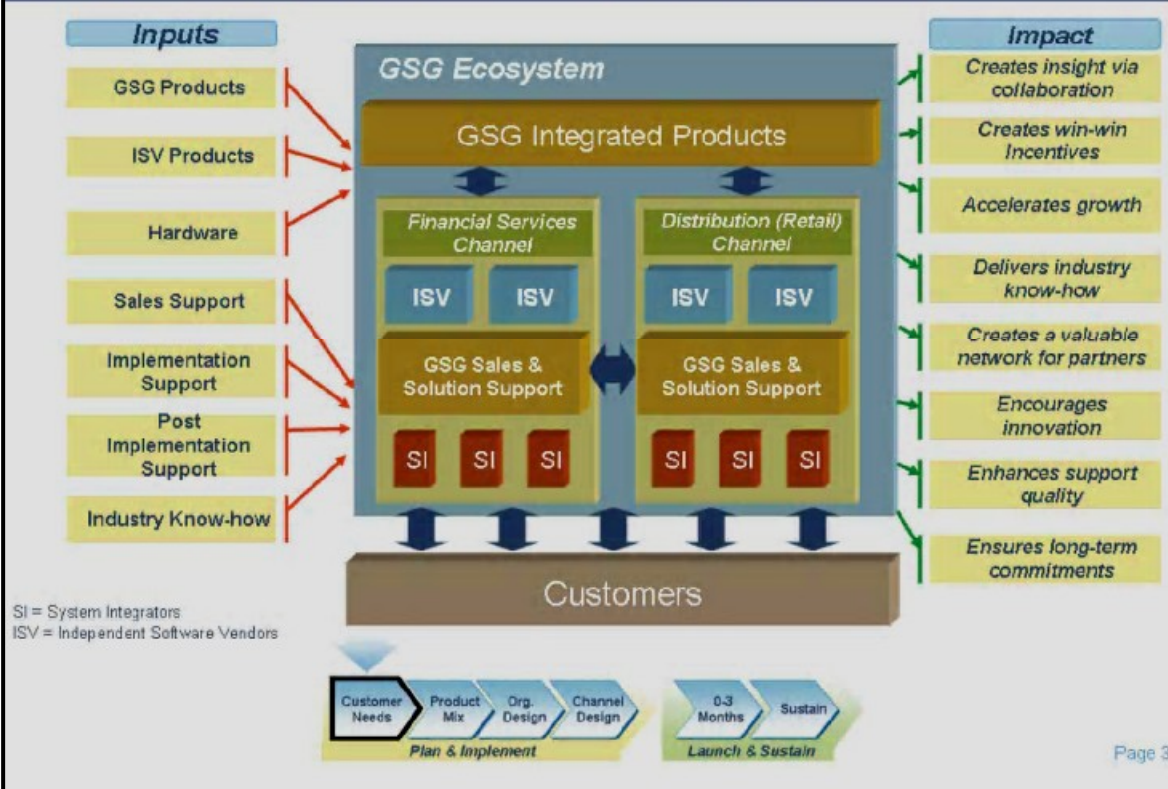 Inputs
GSG Products
ISV Products
Hardware
Sales Support
Implementation
Support
Post
Implementation
Support
Industry Know-how
SI = System Integrators
ISV = Independent Software Vendors
GSG Ecosystem
GSG Integrated Products
Financial Services
Channel
ISV
ISV
GSG Sales &
Solution Support
SI
SI
SI
Distribution (Retail)
Channel
ISV
ISV
GSG Sales &
Solution Support
SI
SI
SI
Customers
Impact
Creates insight via
collaboration
Creates win-win
Incentives
Accelerates growth
Delivers industry
know-how
Creates a valuable
network for partners
Encourages
innovation
Enhances support
quality
Ensures long-term
commitments
Customer
Needs
Product
Mix
Org.
Design
Channel
Design
Plan & Implement
0-3
Months
Sustain
Launch & Sustain
Page 3